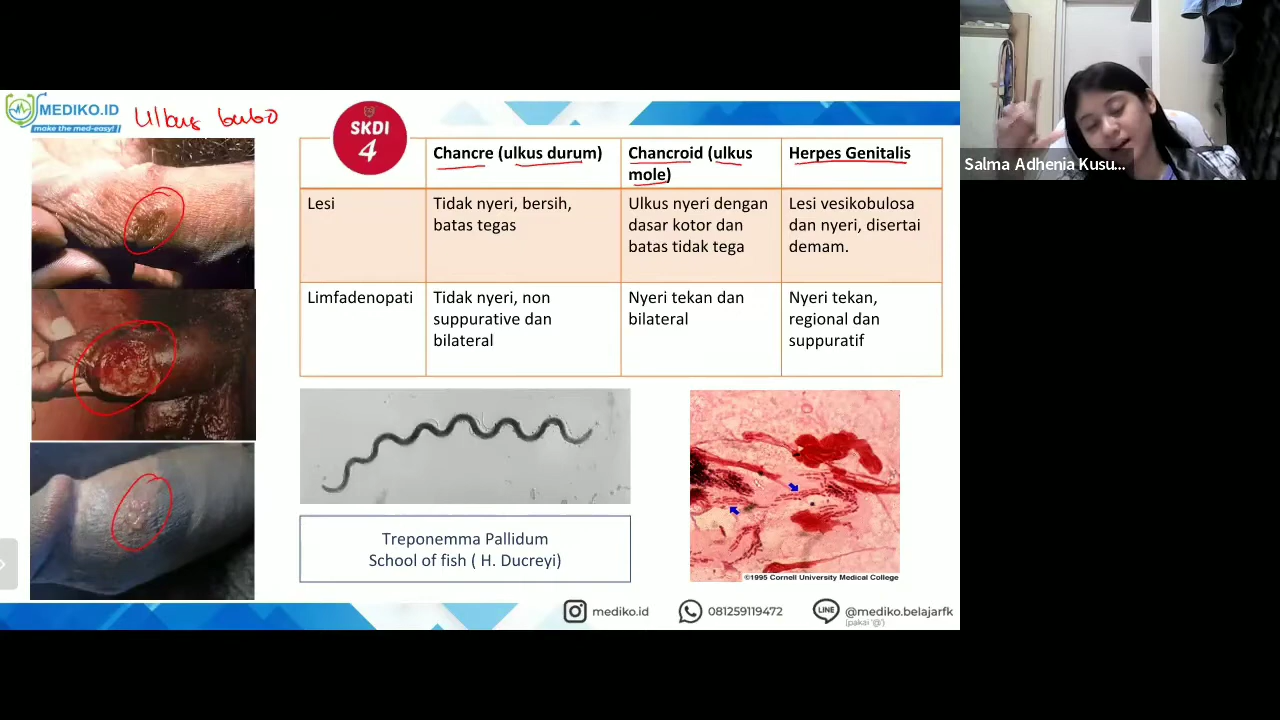 MEDIKO.ID
make the med-easy!
Ulkus bubo
SKDI
4
Chancre (ulkus durum)
Chancroid (ulkus
mole)
Herpes Genitalis
Lesi
Tidak nyeri, bersih,
batas tegas
Ulkus nyeri dengan
dasar kotor dan
batas tidak tega
Lesi vesikobulosa
dan nyeri, disertai
demam.
Limfadenopati
Tidak nyeri, non
suppurative dan
bilateral
Nyeri tekan dan
bilateral
Nyeri tekan,
regional dan
suppuratif
Treponemma Pallidum
School of fish ( H. Ducreyi)
©1995 Cornell University Medical College
mediko.id
081259119472
LINE
@mediko.belajarfk
(pakai '@')
Salma Adhenia Kusu...